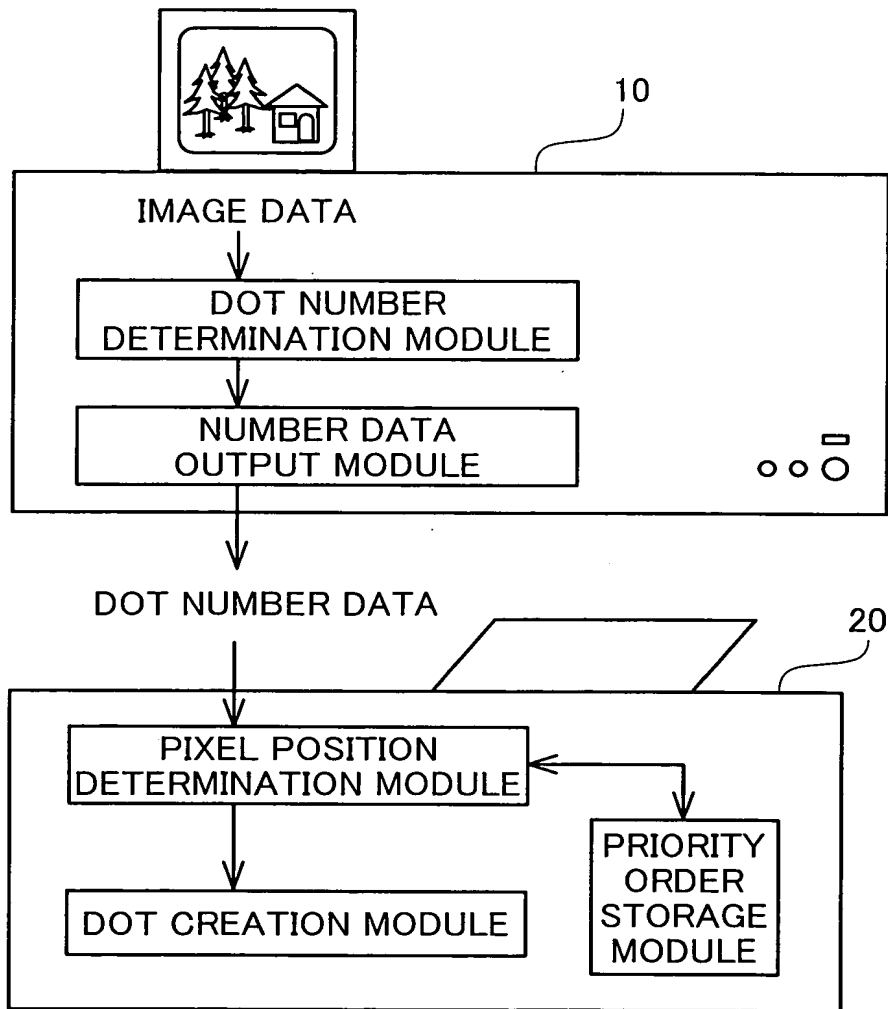 10
IMAGE DATA
DOT NUMBER
DETERMINATION MODULE
NUMBER DATA
OUTPUT MODULE
DOT NUMBER DATA
20
PIXEL POSITION
DETERMINATION MODULE
PRIORITY
ORDER
STORAGE
MODULE
DOT CREATION MODULE